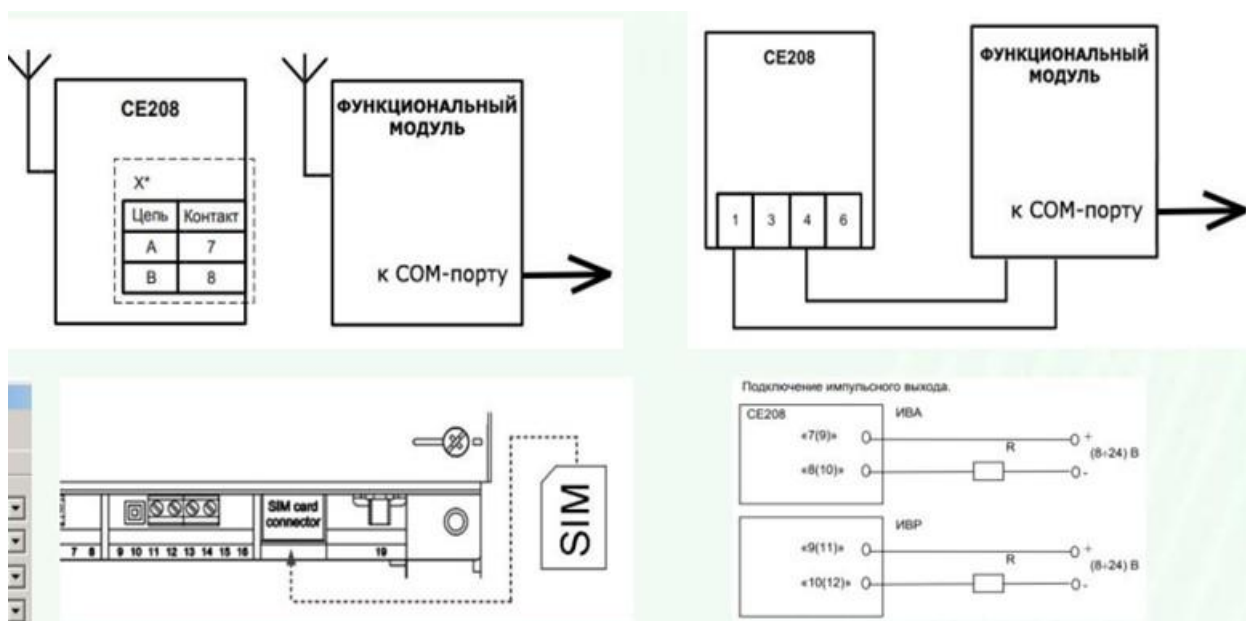 CE208
X*
Цепь Контакт
A 7
B 8
ФУНКЦИОНАЛЬНЫЙ
МОДУЛЬ
к COM-порту
CE208
1 3 4 6
ФУНКЦИОНАЛЬНЫЙ
МОДУЛЬ
к COM-порту
SIM card
connector
7 8 9 10 11 12 13 14 15 16 19
SIM
Подключение импульсного выхода.
CE208 ИВА
«7(9)» R +
(8÷24) В
«8(10)» -
ИВР
«9(11)» R +
(8÷24) В
«10(12)» -